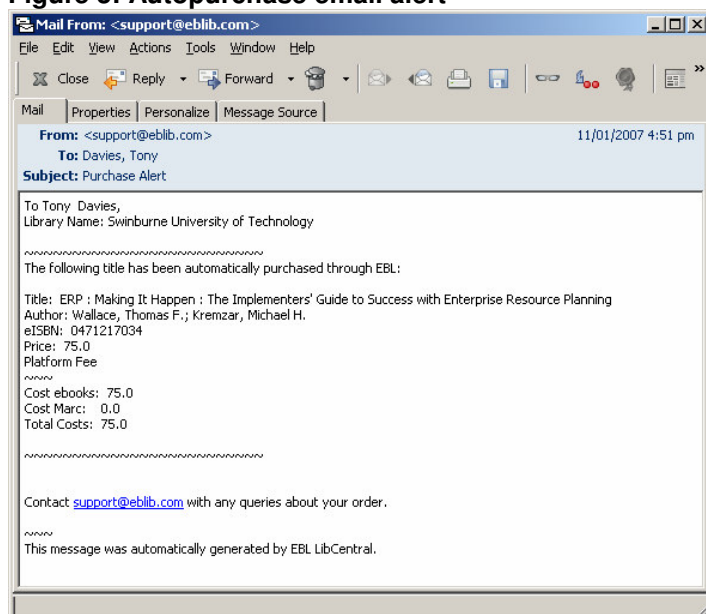 Figure 3: Autopurchase email alert
Mail From: <support@eblib.com>
File Edit View Actions Tools Window Help
Close Reply Forward »
Mail Properties Personalize Message Source
From: <support@eblib.com> 11/01/2007 4:51 pm
To: Davies, Tony
Subject: Purchase Alert
To Tony Davies,
Library Name: Swinburne University of Technology
~~~~~~~~~~~~~~~~~~~~~~~~~~~~~~
The following title has been automatically purchased through EBL:
Title: ERP : Making It Happen : The Implementers' Guide to Success with Enterprise Resource Planning
Author: Wallace, Thomas F.; Kremzar, Michael H.
eISBN: 0471217034
Price: 75.0
Platform Fee
~~~
Cost ebooks: 75.0
Cost Marc: 0.0
Total Costs: 75.0
~~~~~~~~~~~~~~~~~~~~~~~~~~~~~~
Contact support@eblib.com with any queries about your order.
~~~
This message was automatically generated by EBL LibCentral.